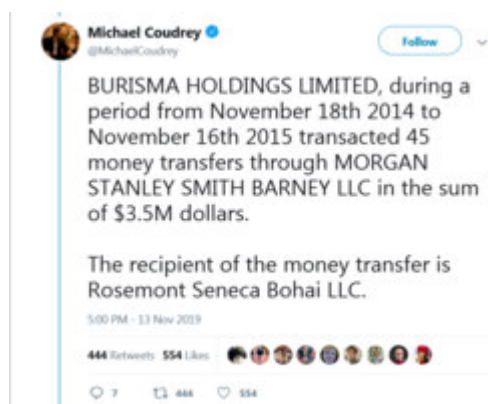 Michael Coudrey
@MichaelCoudrey
Follow
BURISMA HOLDINGS LIMITED, during a
period from November 18th 2014 to
November 16th 2015 transacted 45
money transfers through MORGAN
STANLEY SMITH BARNEY LLC in the sum
of $3.5M dollars.
The recipient of the money transfer is
Rosemont Seneca Bohai LLC.
5:00 PM - 13 Nov 2019
444 Retweets 554 Likes
7 444 554